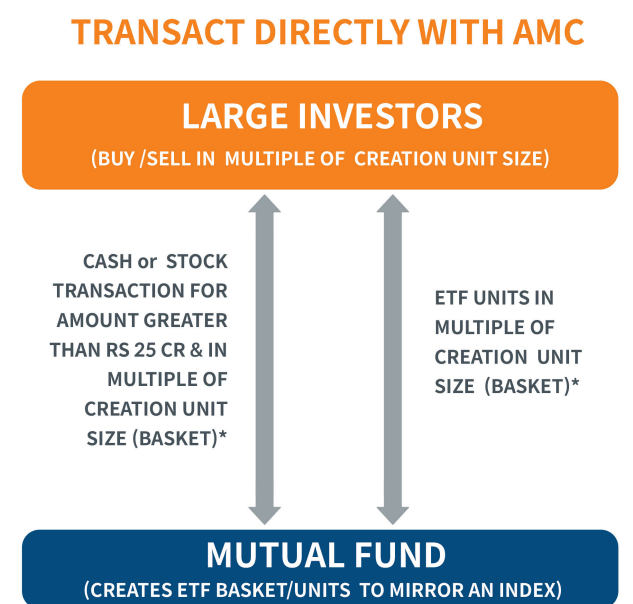 TRANSACT DIRECTLY WITH AMC
LARGE INVESTORS
(BUY /SELL IN MULTIPLE OF CREATION UNIT SIZE)
CASH or STOCK
TRANSACTION FOR
AMOUNT GREATER
THAN RS 25 CR & IN
MULTIPLE OF
CREATION UNIT
SIZE (BASKET)*
ETF UNITS IN
MULTIPLE OF
CREATION UNIT
SIZE (BASKET)*
MUTUAL FUND
(CREATES ETF BASKET/UNITS TO MIRROR AN INDEX)